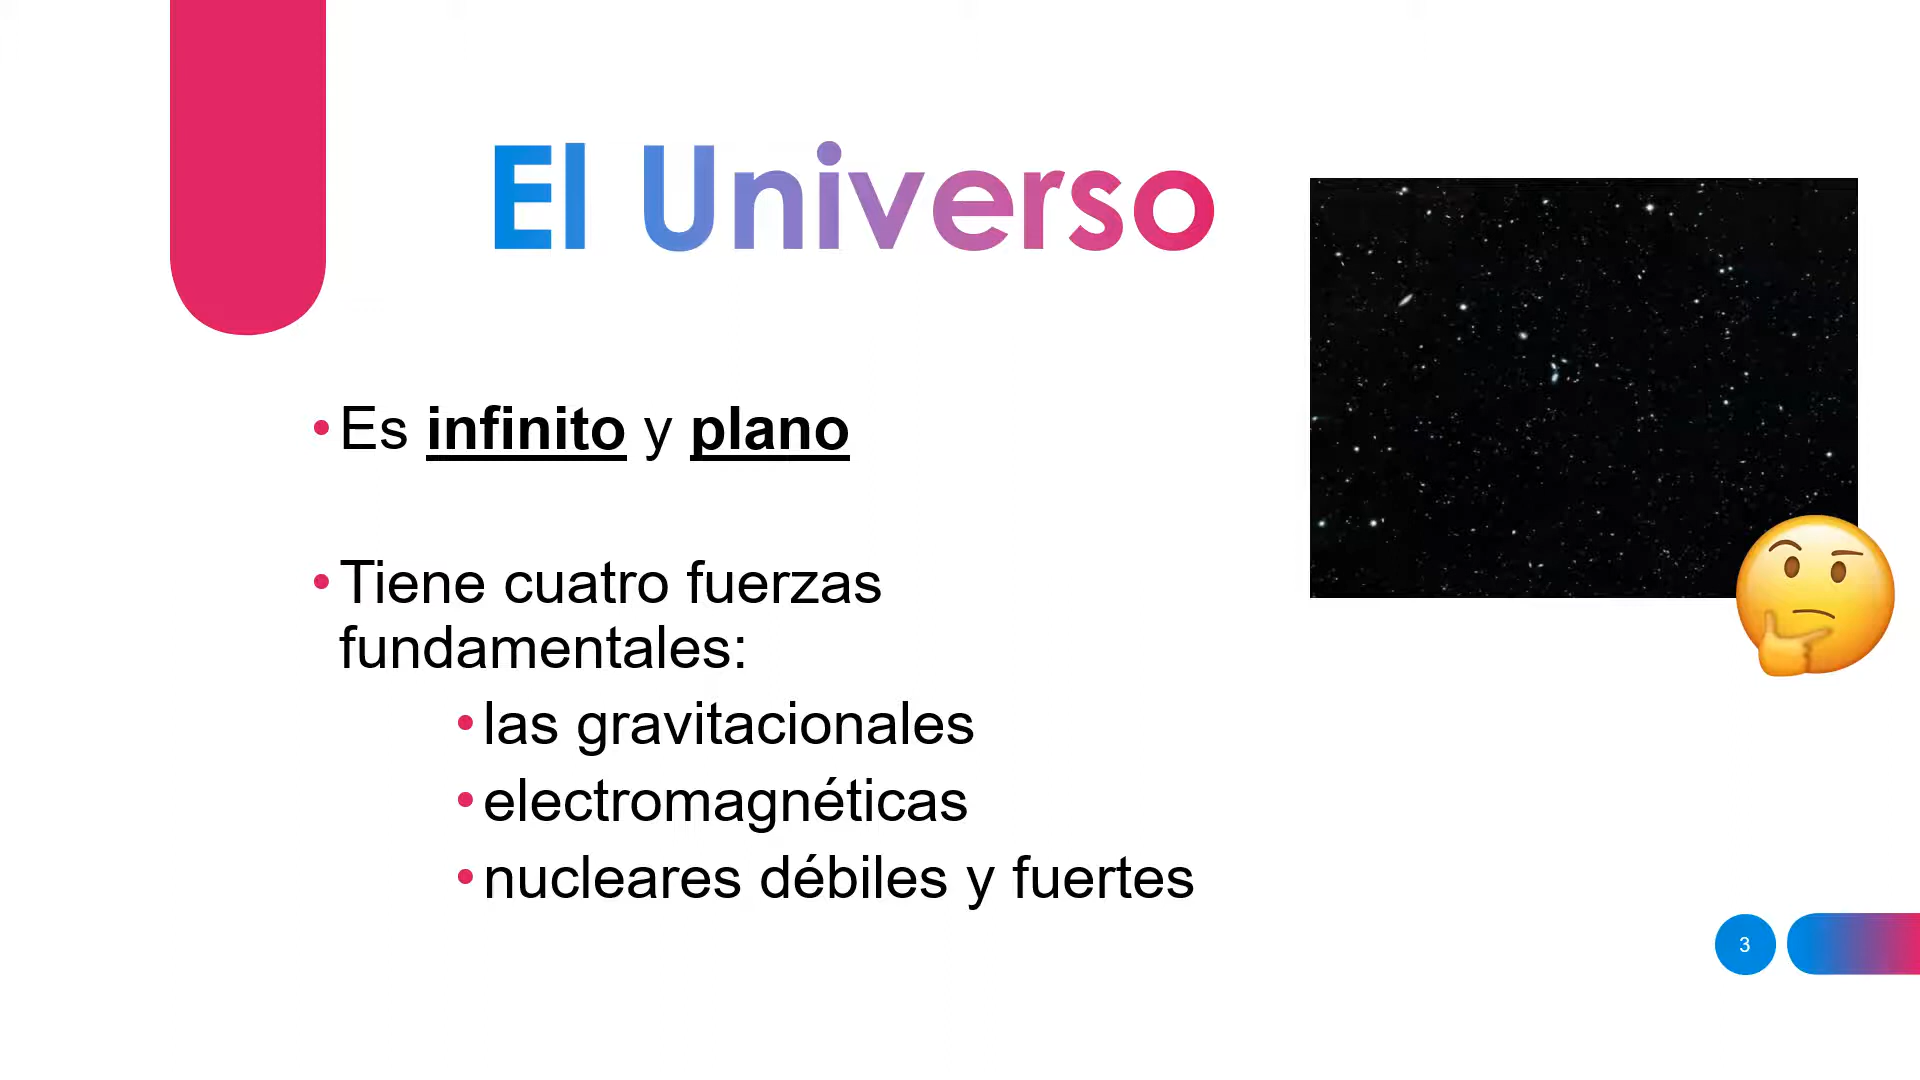 El Universo
•Es infinito y plano
•Tiene cuatro fuerzas
fundamentales:
•las gravitacionales
•electromagnéticas
•nucleares débiles y fuertes
3